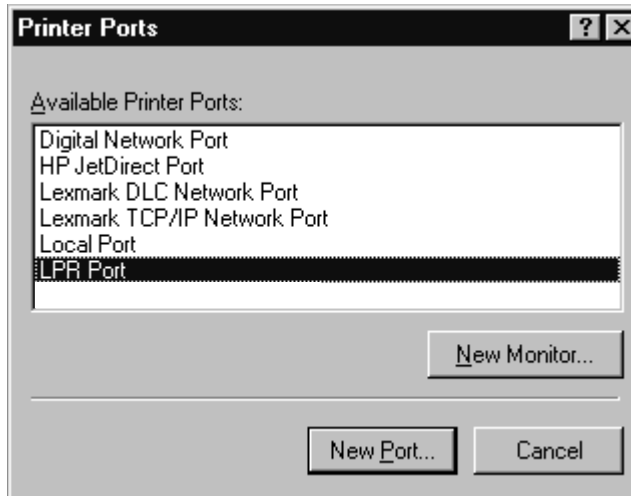 Printer Ports
? X
Available Printer Ports:
Digital Network Port
HP JetDirect Port
Lexmark DLC Network Port
Lexmark TCP/IP Network Port
Local Port
LPR Port
New Monitor...
New Port...
Cancel